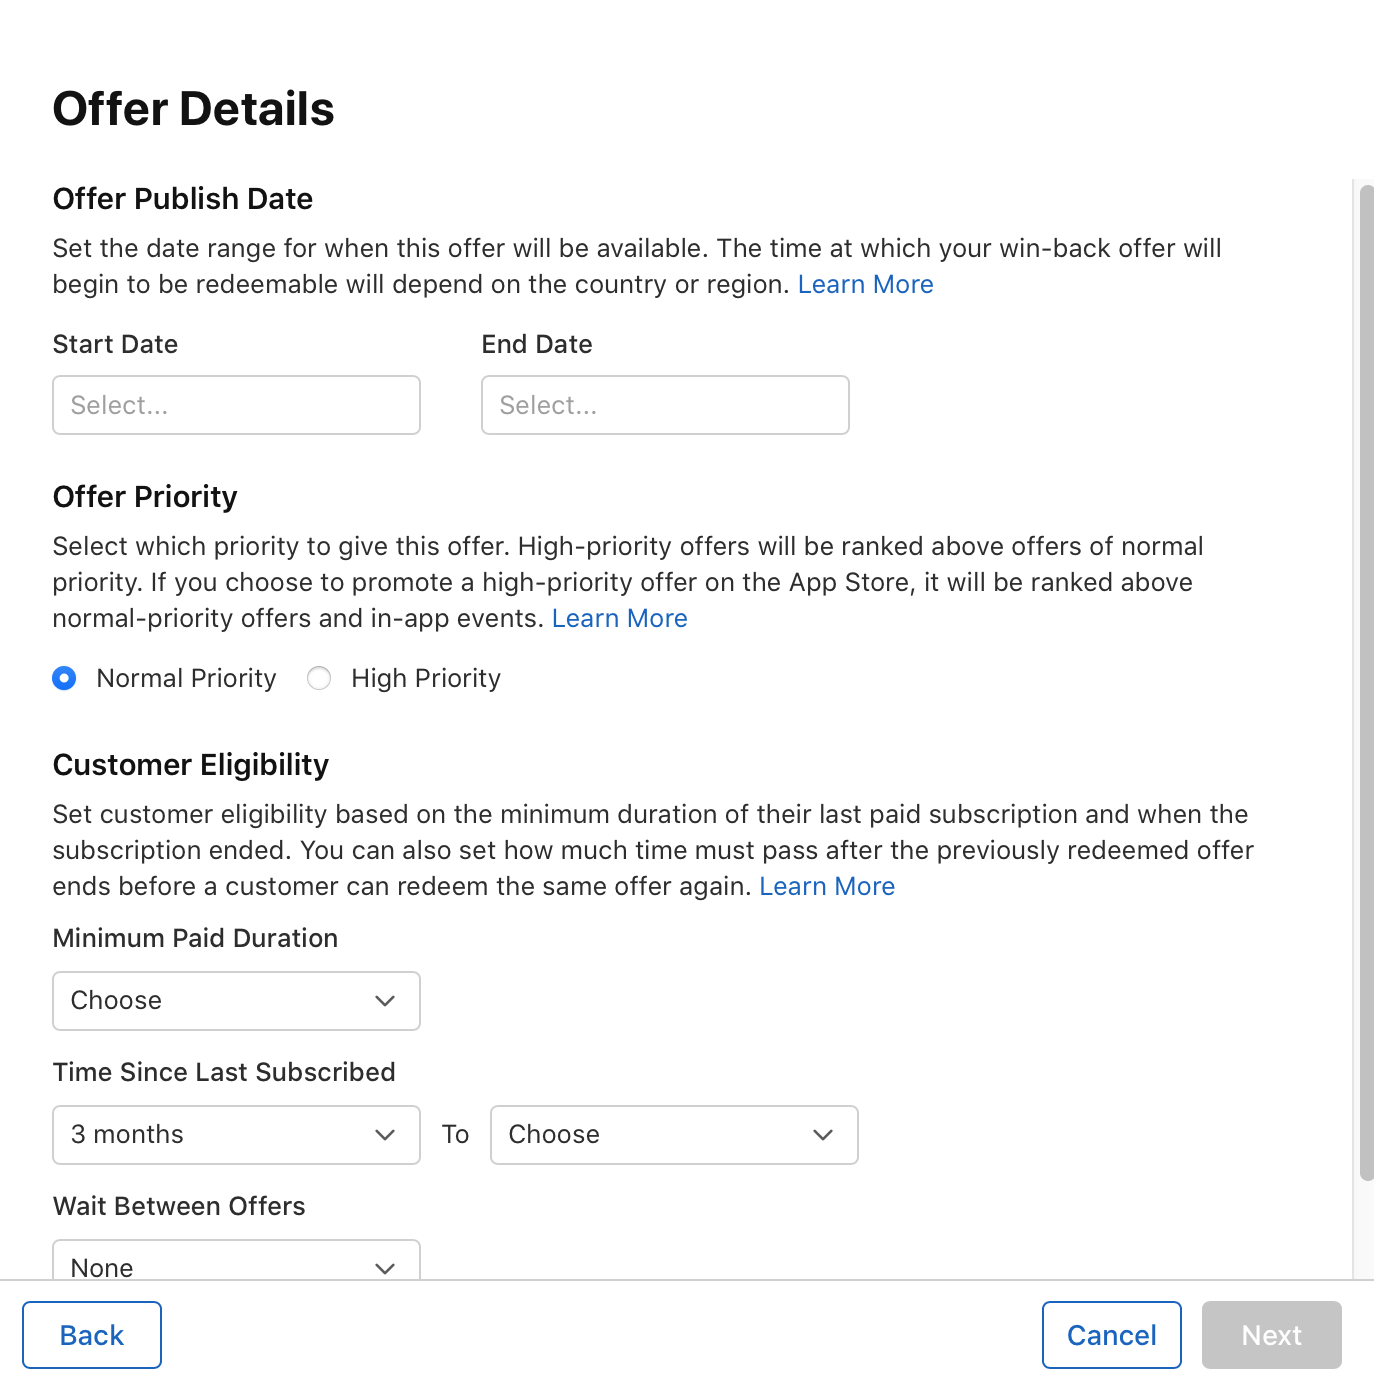 Offer Details
Offer Publish Date
Set the date range for when this offer will be available. The time at which your win-back offer will
begin to be redeemable will depend on the country or region. Learn More
Start Date
End Date
Select...
Select...
Offer Priority
Select which priority to give this offer. High-priority offers will be ranked above offers of normal
priority. If you choose to promote a high-priority offer on the App Store, it will be ranked above
normal-priority offers and in-app events. Learn More
Normal Priority
High Priority
Customer Eligibility
Set customer eligibility based on the minimum duration of their last paid subscription and when the
subscription ended. You can also set how much time must pass after the previously redeemed offer
ends before a customer can redeem the same offer again. Learn More
Minimum Paid Duration
Choose
Time Since Last Subscribed
3 months
To
Choose
Wait Between Offers
None
Back
Cancel
Next